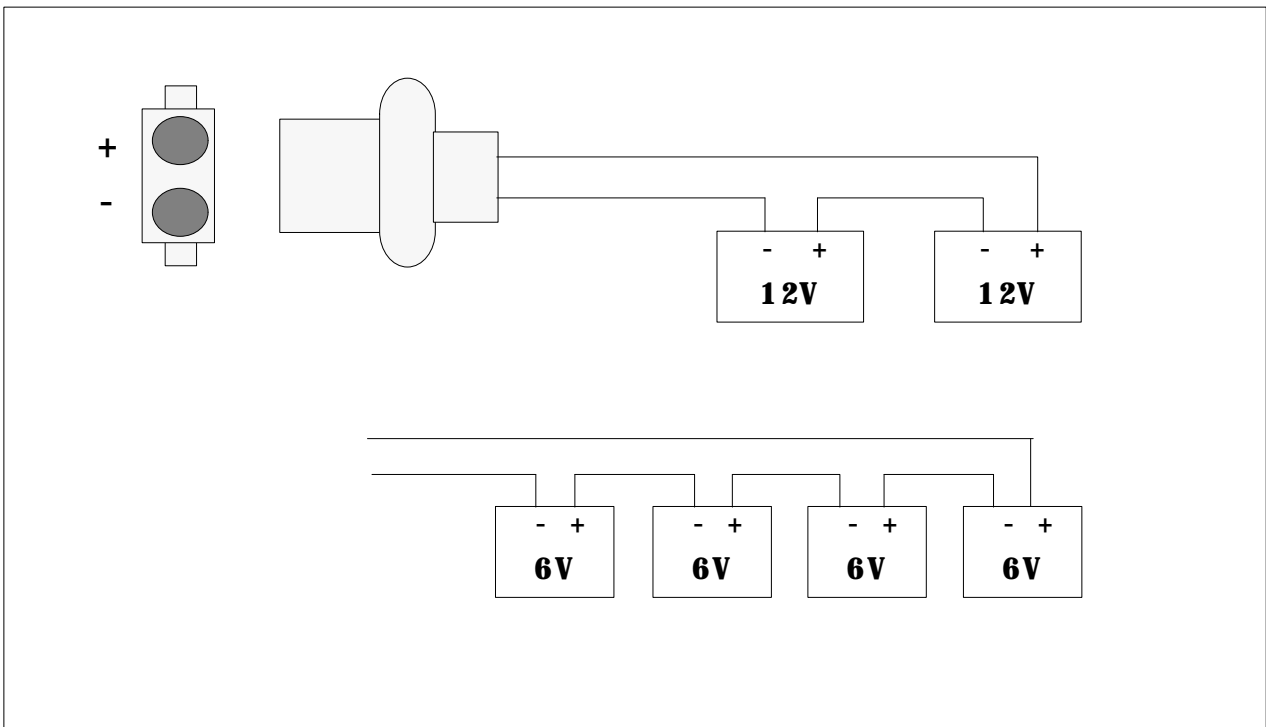 +
-
- + - +
12V 12V
- + - + - + - +
6V 6V 6V 6V